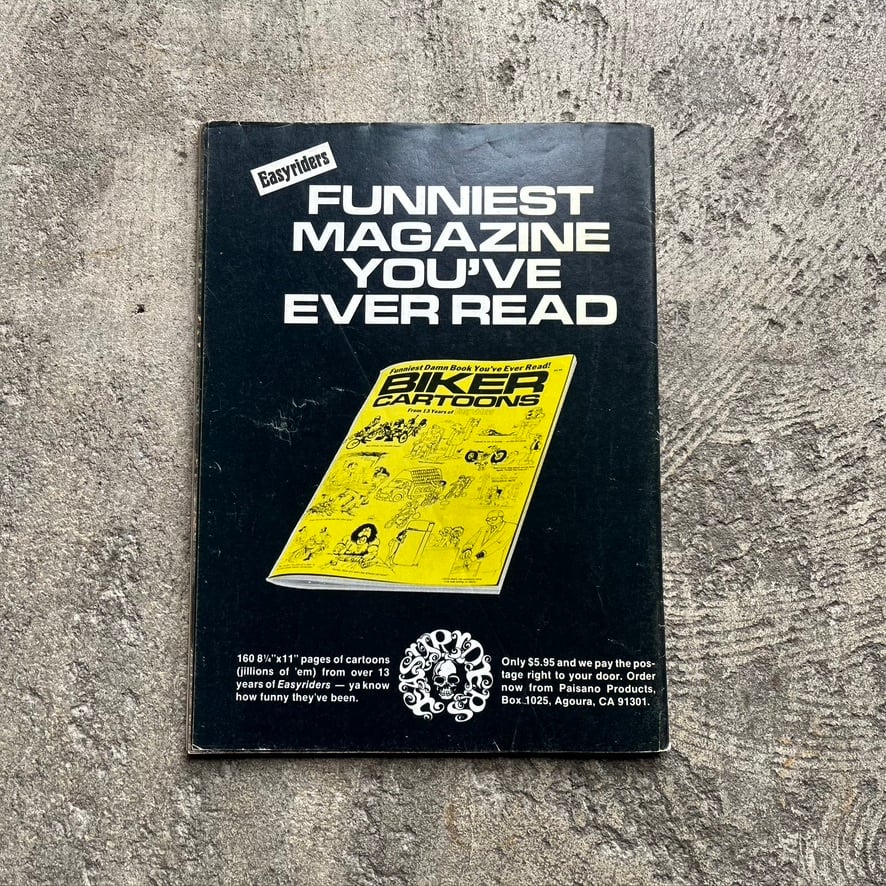 Easyriders
FUNNIEST
MAGAZINE
YOU'VE
EVER READ
Funniest Damn Book You've Ever Read!
BIKER
CARTOONS
From 13 Years of Easyriders
160 8¼"x11" pages of cartoons
(jillions of 'em) from over 13
years of Easyriders — ya know
how funny they've been.
EASYRIDERS
Only $5.95 and we pay the pos-
tage right to your door. Order
now from Paisano Products,
Box 1025, Agoura, CA 91301.